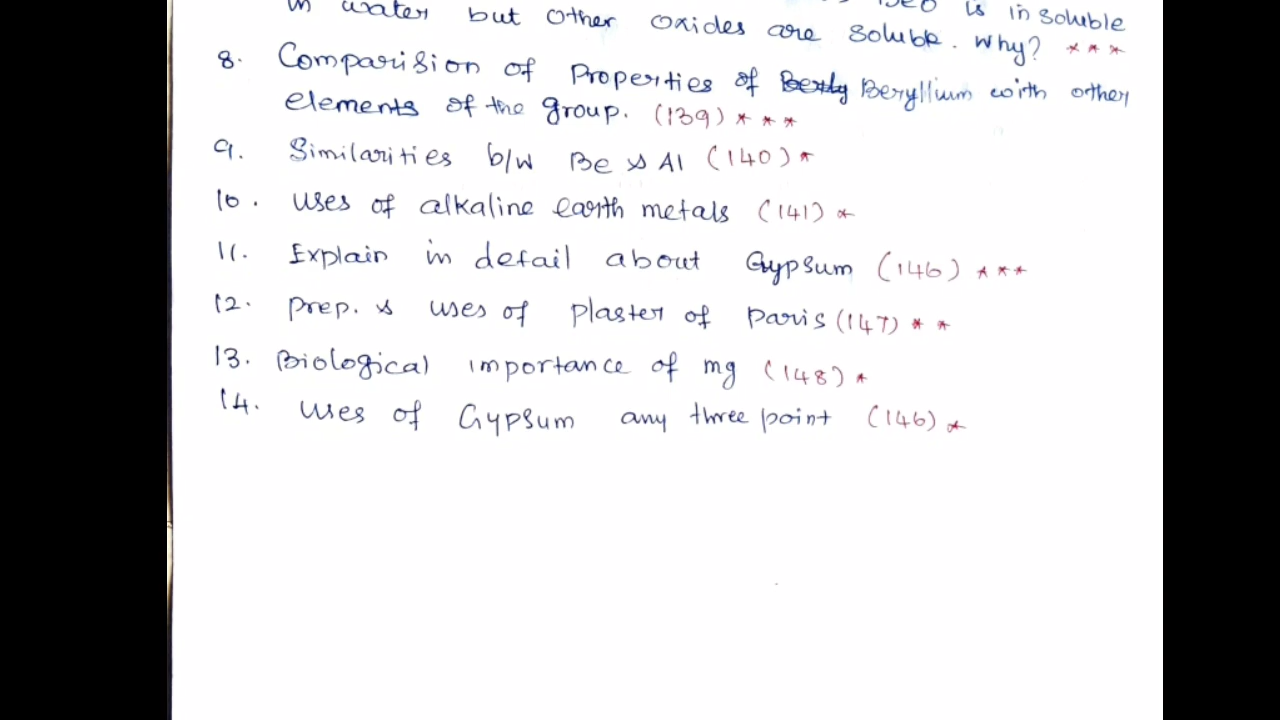 in water but other oxides are soluble. Why? ***
BeO is insoluble
8. Comparision of Properties of Beryllium with other
elements of the group. (139) ***
9. Similarities b/w Be & Al (140) *
10. Uses of alkaline earth metals (141) *
11. Explain in detail about Gypsum (146) ***
12. Prep. & uses of plaster of paris (147) **
13. Biological importance of mg (148) *
14. Uses of Gypsum any three point (146) *